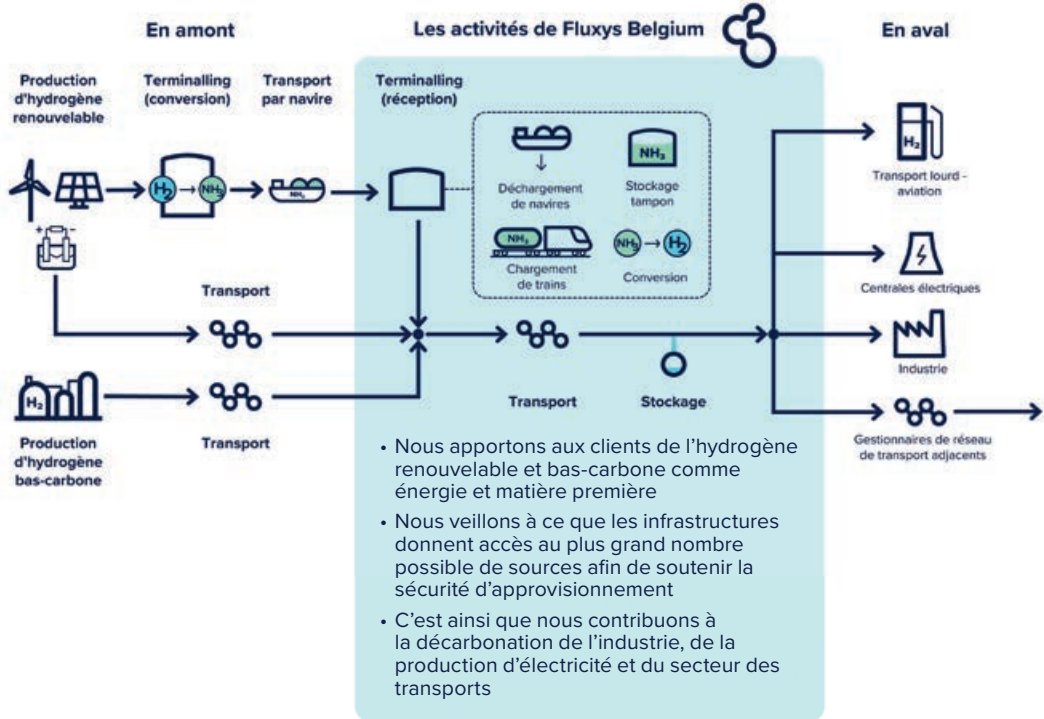 En amont
Les activités de Fluxys Belgium
En aval
Production
d'hydrogène
renouvelable
Terminalling
(conversion)
Transport
par navire
Terminalling
(réception)
H₂
NH₃
NH₃
Déchargement
de navires
NH₃
Stockage
tampon
NH₃
Chargement
de trains
NH₃
H₂
Conversion
H₂
Transport lourd -
aviation
Centrales électriques
Industrie
Gestionnaires de réseau
de transport adjacents
+
-
Transport
H₂
Production
d'hydrogène
bas-carbone
Transport
Transport
Stockage
• Nous apportons aux clients de l'hydrogène
renouvelable et bas-carbone comme
énergie et matière première
• Nous veillons à ce que les infrastructures
donnent accès au plus grand nombre
possible de sources afin de soutenir la
sécurité d'approvisionnement
• C'est ainsi que nous contribuons à
la décarbonation de l'industrie, de la
production d'électricité et du secteur des
transports